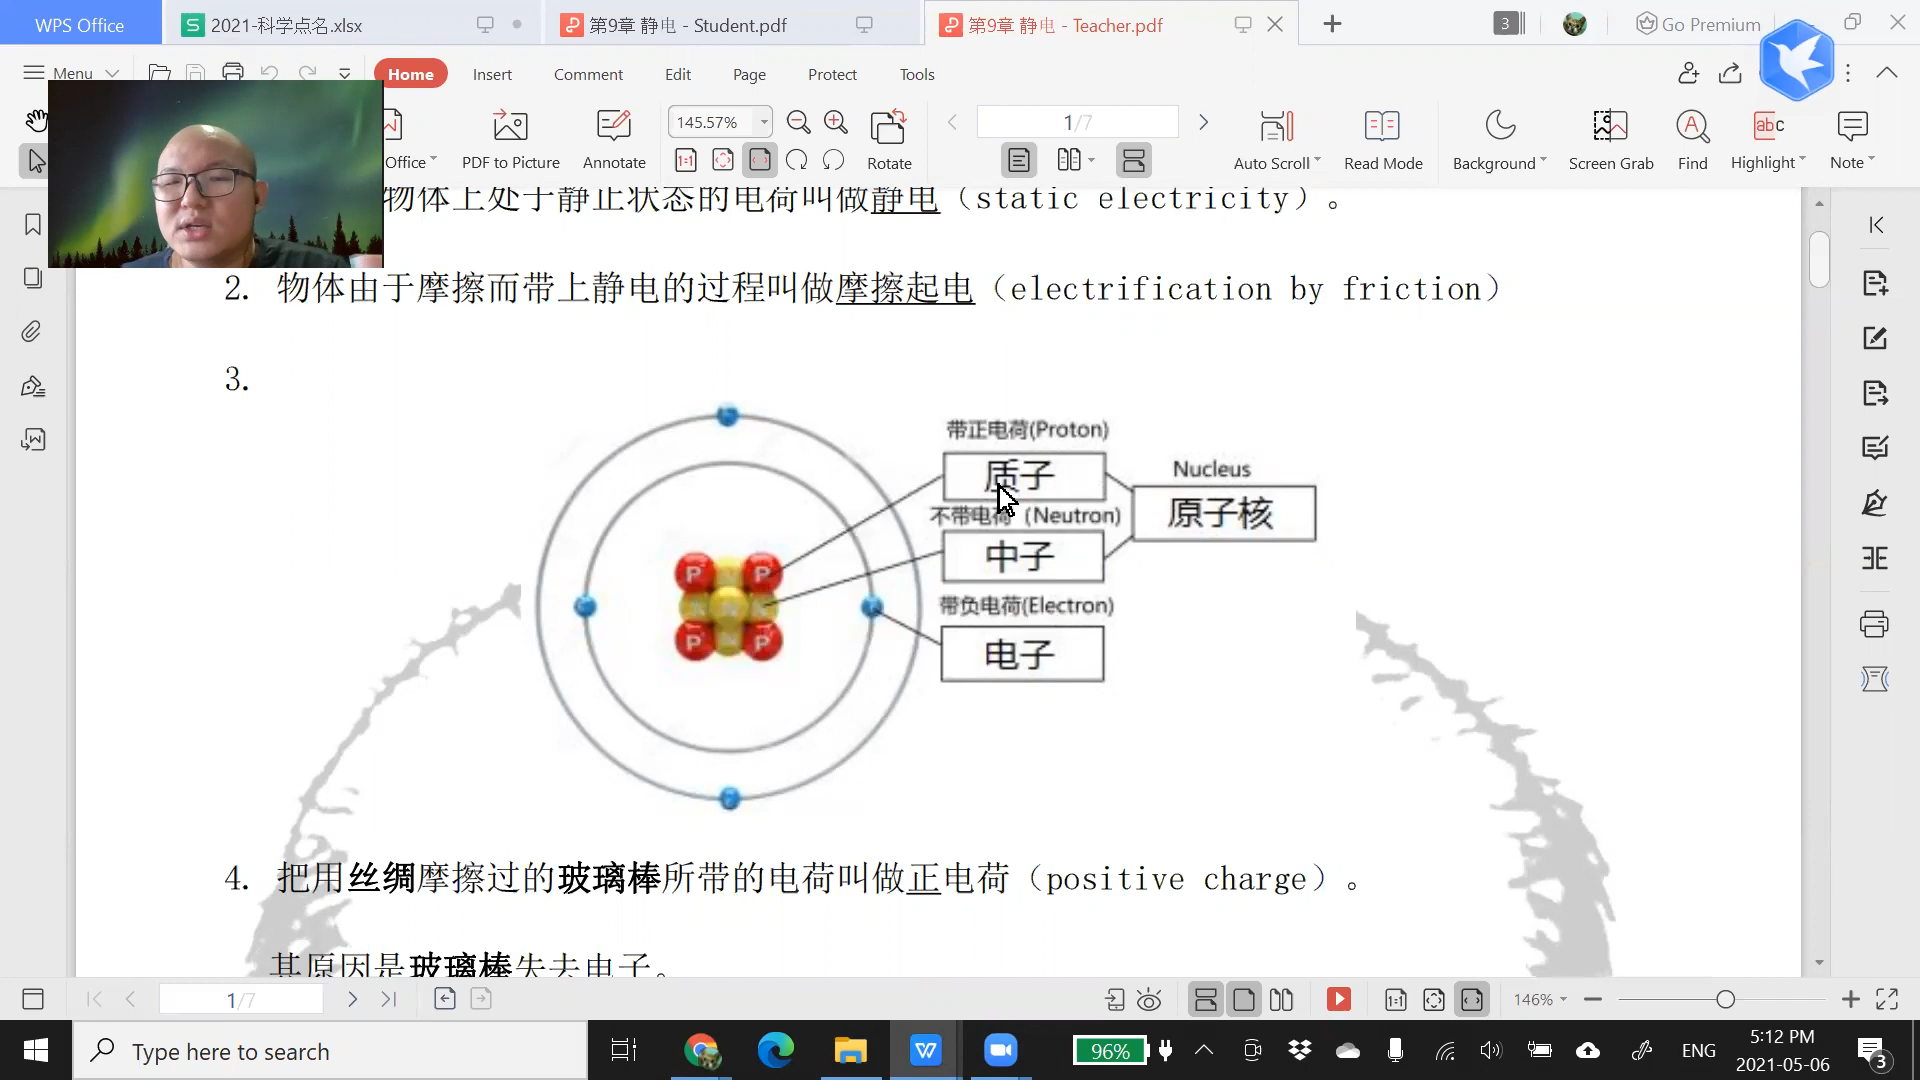 WPS Office
2021-科学点名.xlsx
第9章 静电 - Student.pdf
第9章 静电 - Teacher.pdf
3
Go Premium
Menu
Home
Insert
Comment
Edit
Page
Protect
Tools
Office
PDF to Picture
Annotate
145.57%
Rotate
1/7
Auto Scroll
Read Mode
Background
Screen Grab
Find
Highlight
Note
物体上处于静止状态的电荷叫做静电（static electricity）。
2. 物体由于摩擦而带上静电的过程叫做摩擦起电（electrification by friction）
3.
带正电荷(Proton)
质子
Nucleus
原子核
不带电荷 (Neutron)
中子
带负电荷(Electron)
电子
P P
P P
4. 把用丝绸摩擦过的玻璃棒所带的电荷叫做正电荷（positive charge）。
其原因是玻璃棒失去电子。
1/7
146%
Type here to search
96%
ENG
5:12 PM
2021-05-06
3